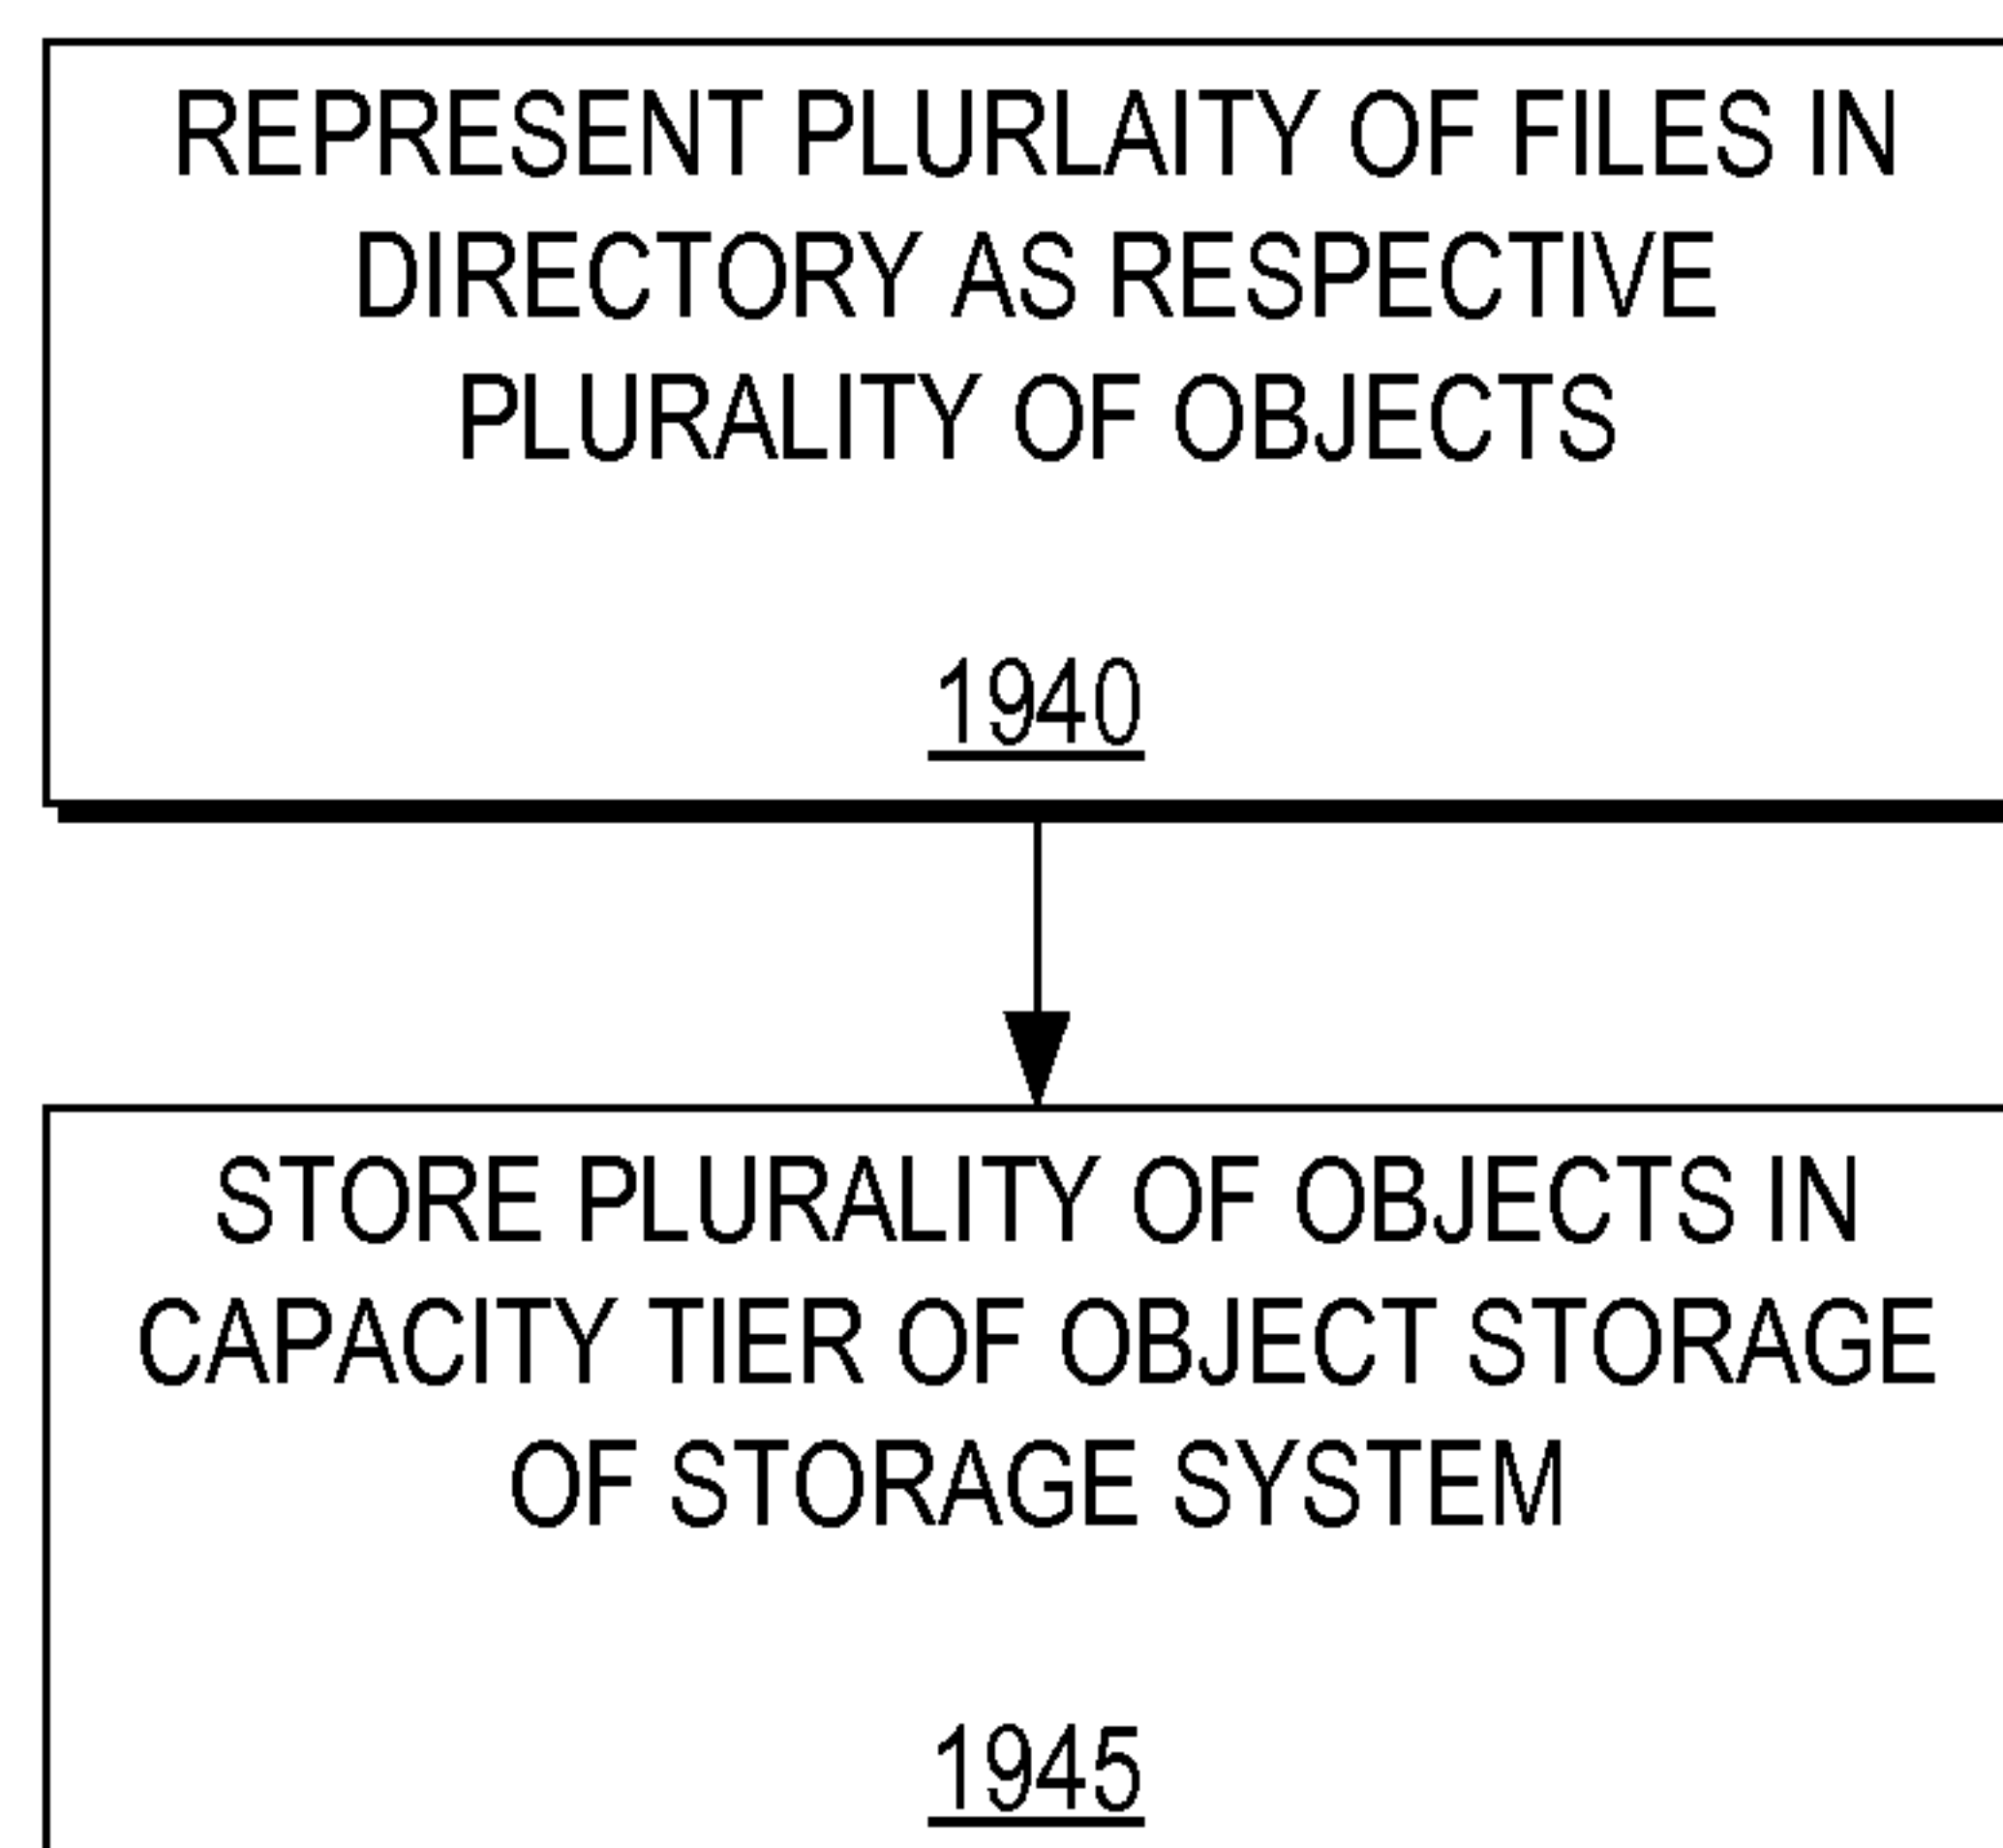 REPRESENT PLURLAITY OF FILES IN
DIRECTORY AS RESPECTIVE
PLURALITY OF OBJECTS
1940
STORE PLURALITY OF OBJECTS IN
CAPACITY TIER OF OBJECT STORAGE
OF STORAGE SYSTEM
1945